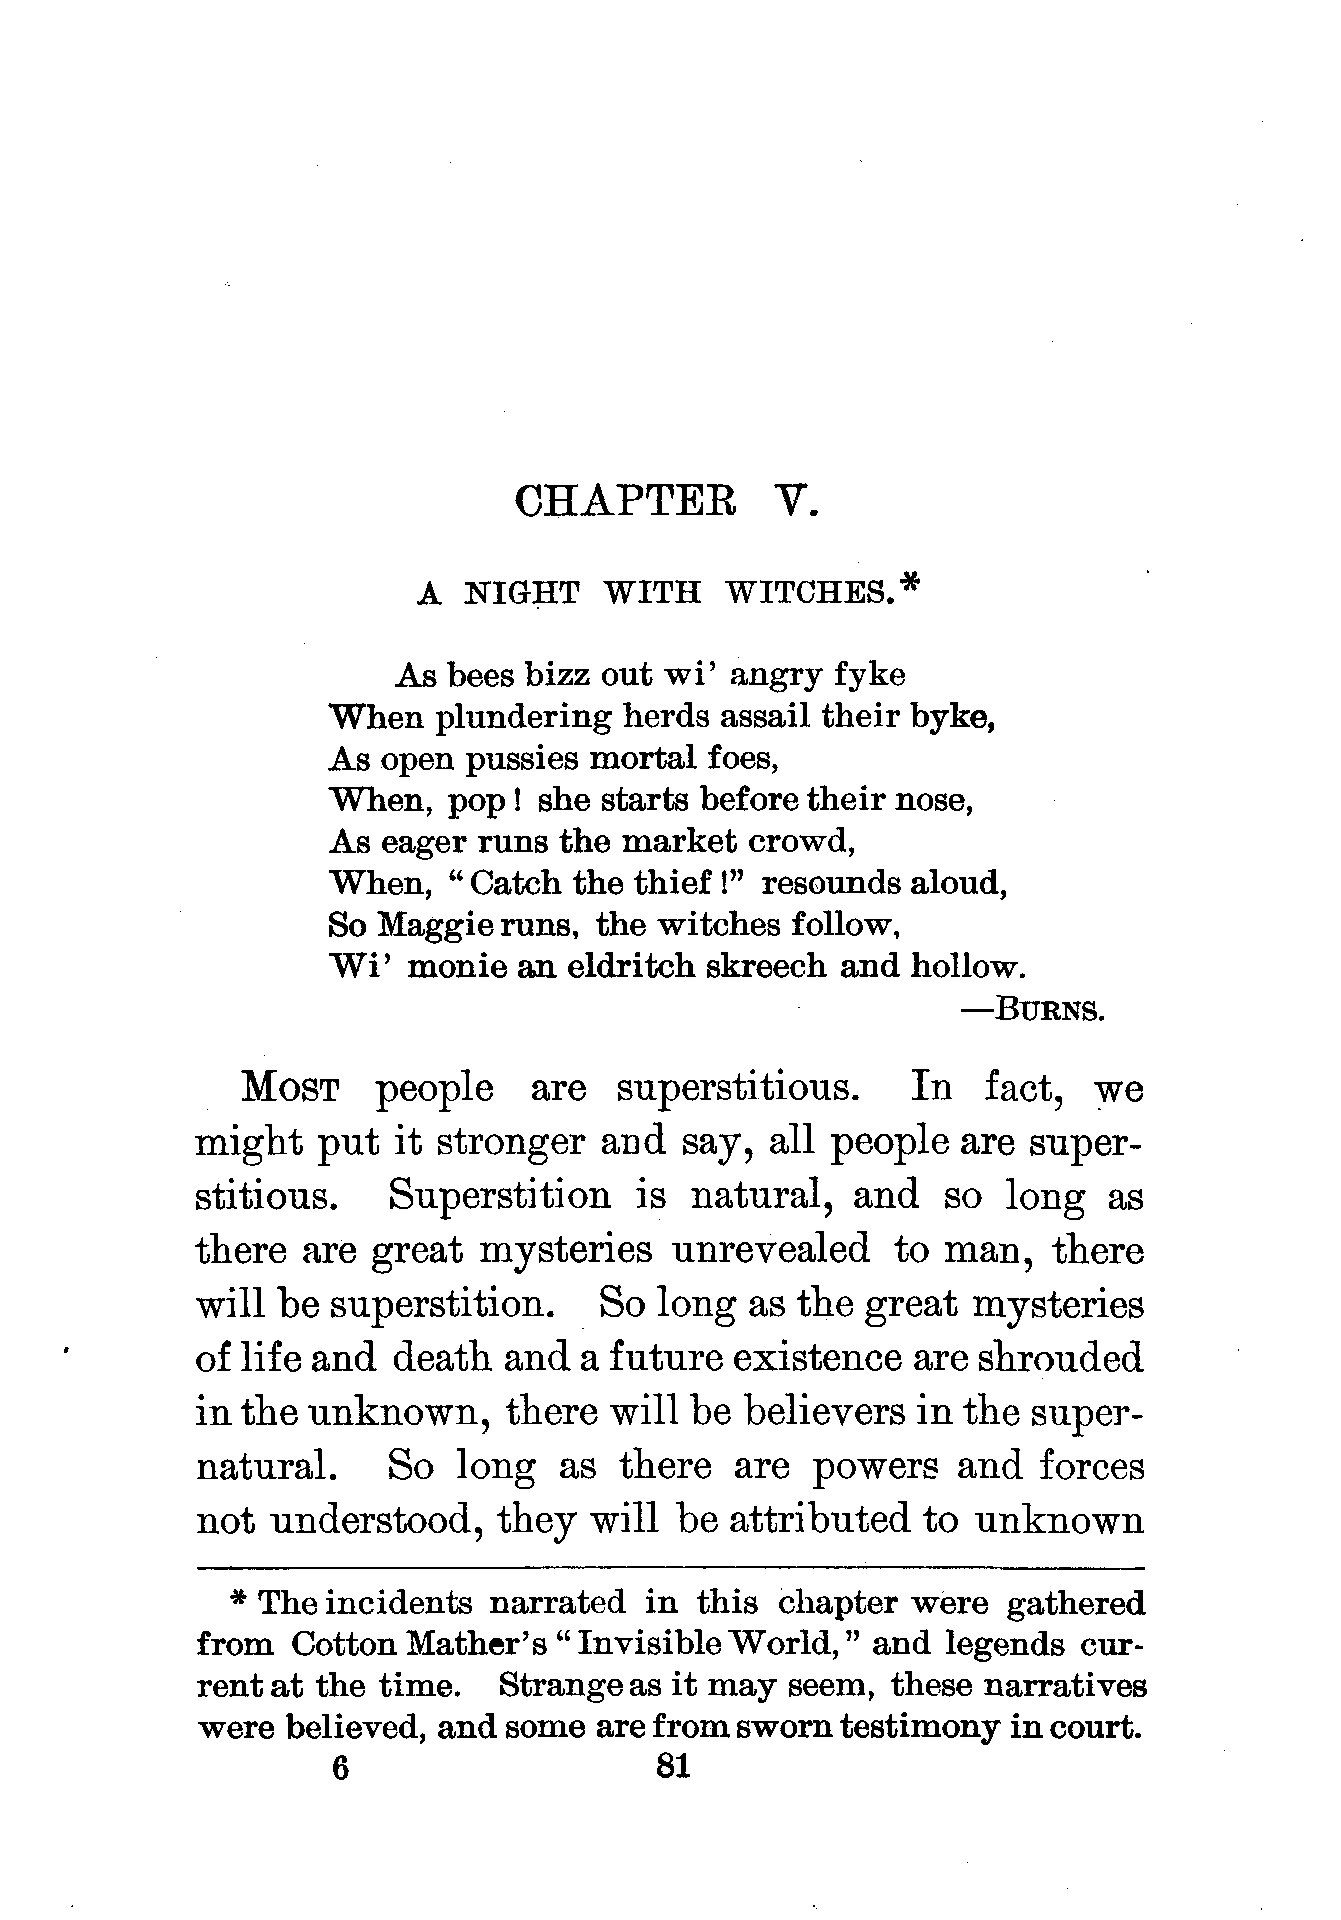 CHAPTER V.
A NIGHT WITH WITCHES.*
As bees bizz out wi' angry fyke
When plundering herds assail their byke,
As open pussies mortal foes,
When, pop! she starts before their nose,
As eager runs the market crowd,
When, "Catch the thief!" resounds aloud,
So Maggie runs, the witches follow,
Wi' monie an eldritch skreech and hollow.
—BURNS.
MOST people are superstitious. In fact, we
might put it stronger and say, all people are super-
stitious. Superstition is natural, and so long as
there are great mysteries unrevealed to man, there
will be superstition. So long as the great mysteries
of life and death and a future existence are shrouded
in the unknown, there will be believers in the super-
natural. So long as there are powers and forces
not understood, they will be attributed to unknown
* The incidents narrated in this chapter were gathered
from Cotton Mather's "Invisible World," and legends cur-
rent at the time. Strange as it may seem, these narratives
were believed, and some are from sworn testimony in court.
6 81